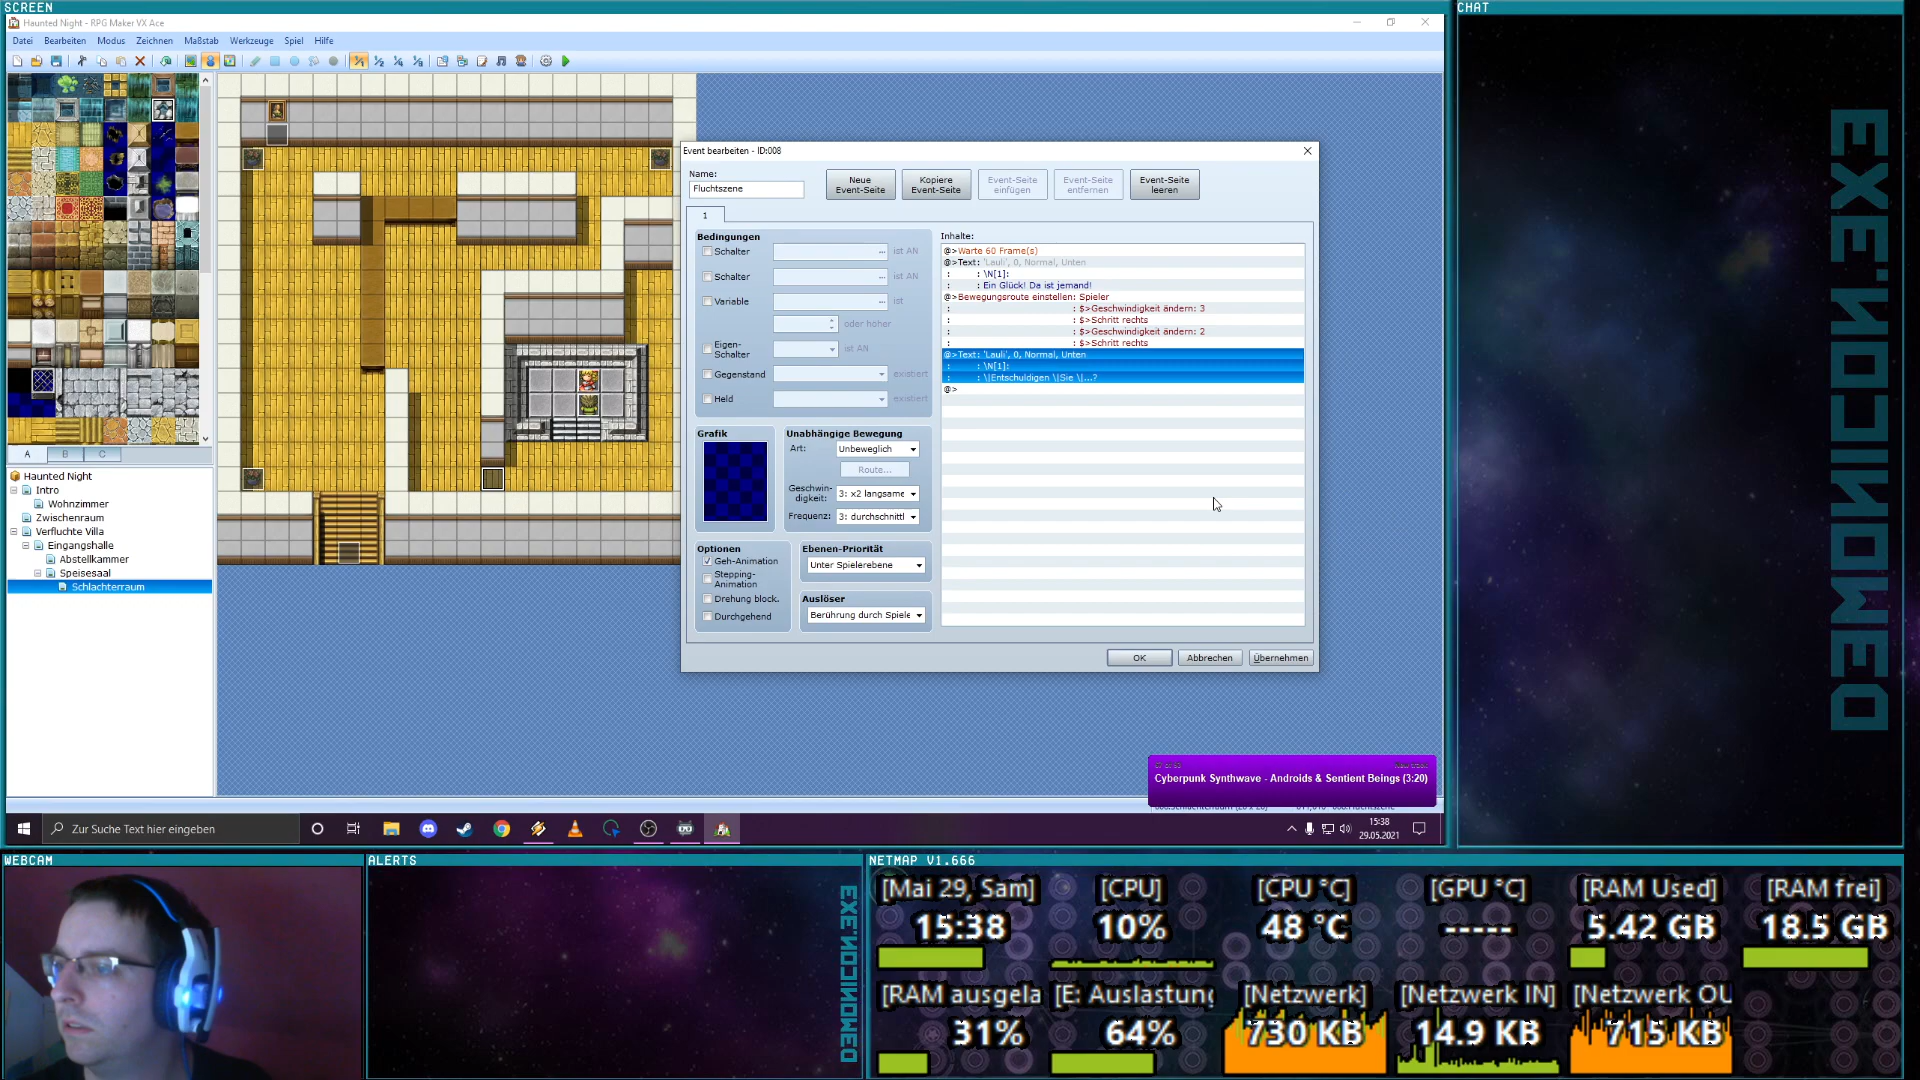 SCREEN
Haunted Night - RPG Maker VX Ace
Datei Bearbeiten Modus Zeichnen Maßstab Werkzeuge Spiel Hilfe
A B C
Haunted Night
Intro
Wohnzimmer
Zwischenraum
Verfluchte Villa
Eingangshalle
Abstellkammer
Speisesaal
Schlachterraum
Event bearbeiten - ID:008
Name:
Fluchtszene
Neue Event-Seite
Kopiere Event-Seite
Event-Seite einfügen
Event-Seite entfernen
Event-Seite leeren
1
Bedingungen
Schalter ... ist AN
Schalter ... ist AN
Variable ... ist
oder höher
Eigen-Schalter ist AN
Gegenstand existiert
Held existiert
Grafik
Unabhängige Bewegung
Art: Unbeweglich
Route...
Geschwin-digkeit: 3: x2 langsame
Frequenz: 3: durchschnittl
Optionen
Geh-Animation
Stepping-Animation
Drehung block.
Durchgehend
Ebenen-Priorität
Unter Spielerebene
Auslöser
Berührung durch Spiele
Inhalte:
@>Warte 60 Frame(s)
@>Text: 'Lauli', 0, Normal, Unten
: : \N[1]:
: : Ein Glück! Da ist jemand!
@>Bewegungsroute einstellen: Spieler
: : $>Geschwindigkeit ändern: 3
: : $>Schritt rechts
: : $>Geschwindigkeit ändern: 2
: : $>Schritt rechts
@>Text: 'Lauli', 0, Normal, Unten
: : \N[1]:
: : \|Entschuldigen \|Sie \|...?
@>
OK Abbrechen Übernehmen
Cyberpunk Synthwave - Androids & Sentient Beings (3:20)
Zur Suche Text hier eingeben
15:38
29.05.2021
CHAT
EXE.NOCINOMEO
WEBCAM
ALERTS
EXE.NOCINOMEO
NETMAP V1.666
[Mai 29, Sam] [CPU] [CPU °C] [GPU °C] [RAM Used] [RAM frei]
15:38 10% 48 °C ----- 5.42 GB 18.5 GB
[RAM ausgela [E: Auslastung [Netzwerk] [Netzwerk IN] [Netzwerk OU
31% 64% 730 KB 14.9 KB 715 KB